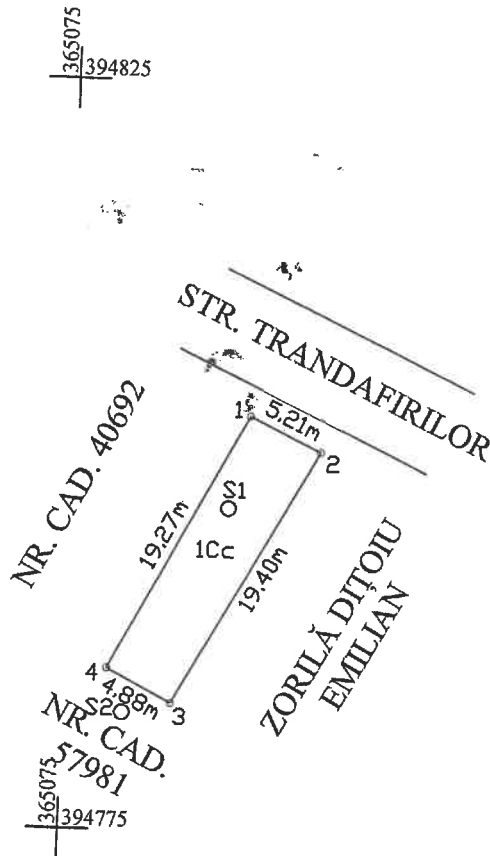 365075
394825
STR. TRANDAFIRILOR
1
5,21m
2
NR. CAD. 40692
S1
19,27m
1Cc
19,40m
ZORILĂ DIȚOIU
EMILIAN
4
4,88m
3
S2
NR. CAD.
57981
365075
394775